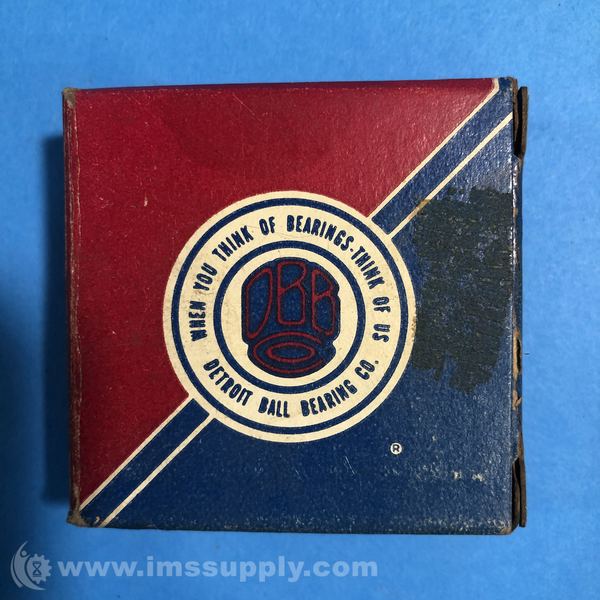 WHEN YOU THINK OF BEARINGS-THINK OF US
DBB
DETROIT BALL BEARING CO.
®
www.imssupply.com